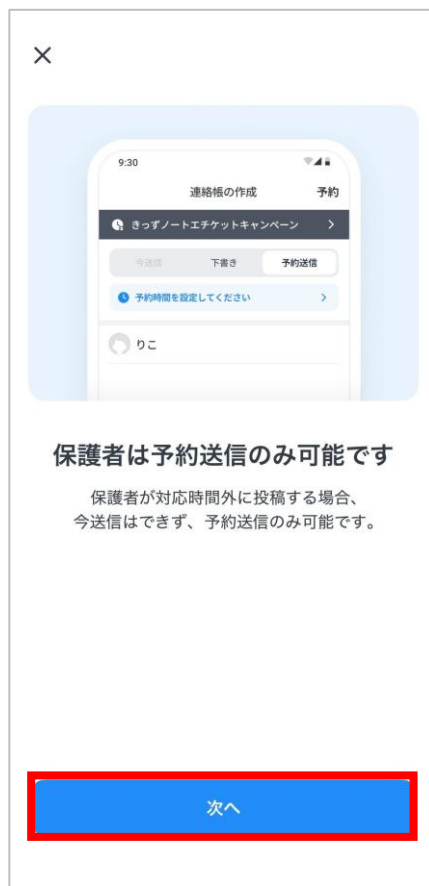 ×
9:30
連絡帳の作成 予約
きっずノートエチケットキャンペーン >
今送信 下書き 予約送信
予約時間を設定してください >
りこ
保護者は予約送信のみ可能です
保護者が対応時間外に投稿する場合、
今送信はできず、予約送信のみ可能です。
次へ